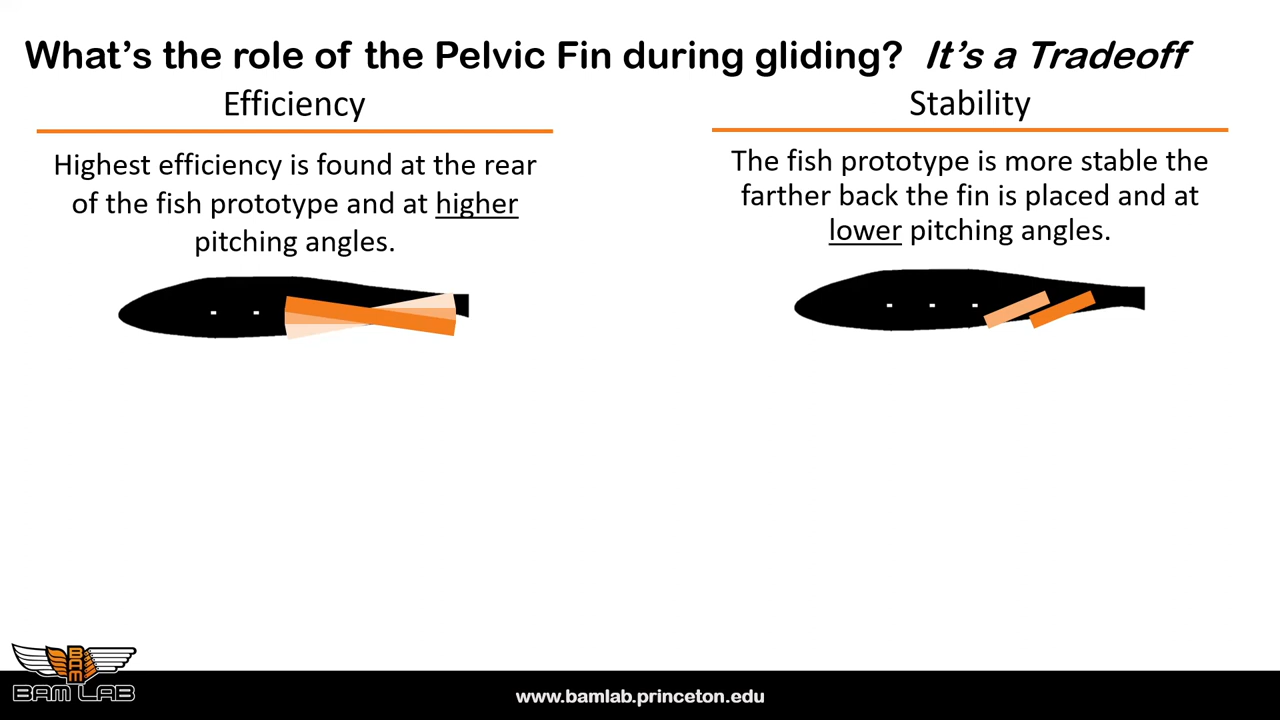 What's the role of the Pelvic Fin during gliding? It's a Tradeoff
Efficiency
Highest efficiency is found at the rear
of the fish prototype and at higher
pitching angles.
Stability
The fish prototype is more stable the
farther back the fin is placed and at
lower pitching angles.
BAM
BAM LAB
www.bamlab.princeton.edu